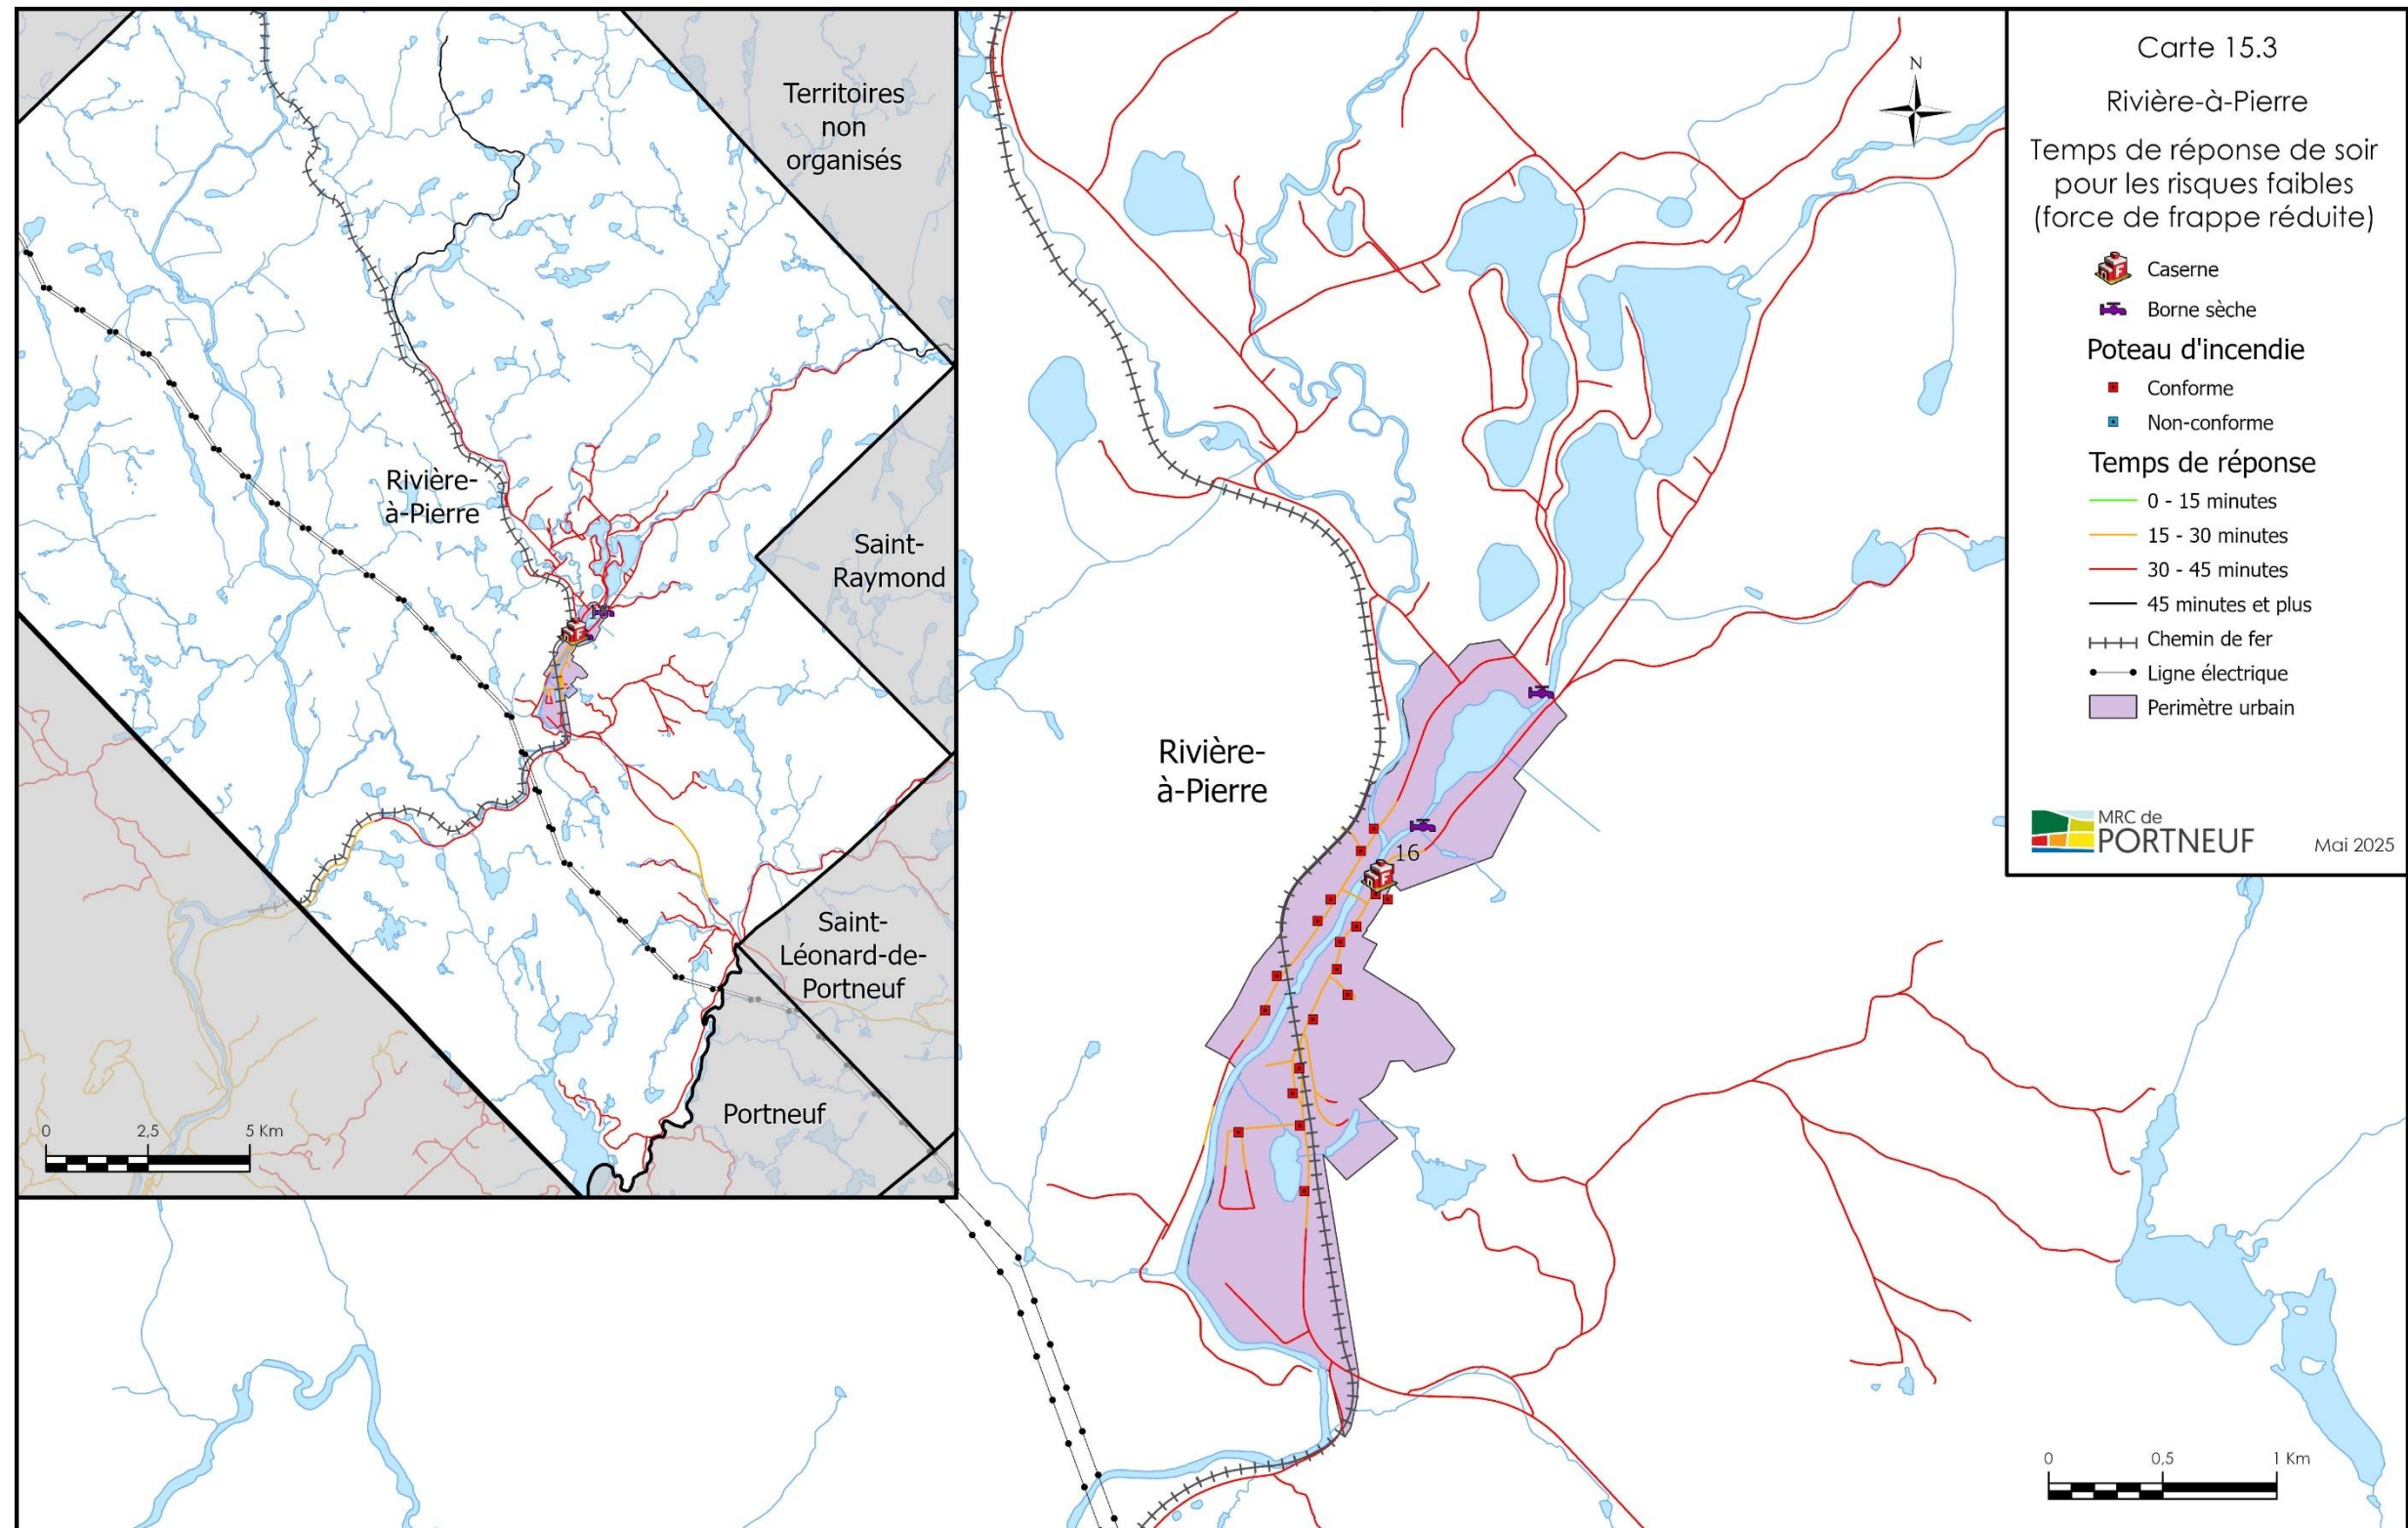 Territoires
non
organisés
Rivière-
à-Pierre
Saint-
Raymond
Saint-
Léonard-de-
Portneuf
Portneuf
0 2,5 5 Km
Rivière-
à-Pierre
16
N
Carte 15.3
Rivière-à-Pierre
Temps de réponse de soir
pour les risques faibles
(force de frappe réduite)
Caserne
Borne sèche
Poteau d'incendie
Conforme
Non-conforme
Temps de réponse
0 - 15 minutes
15 - 30 minutes
30 - 45 minutes
45 minutes et plus
Chemin de fer
Ligne électrique
Perimètre urbain
MRC de
PORTNEUF
Mai 2025
0 0,5 1 Km